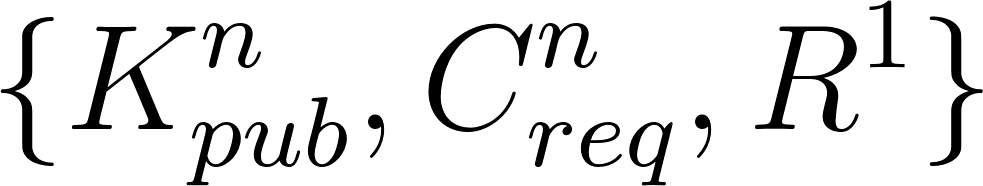 {K^n_{pub}, C^n_{req}, R^1}